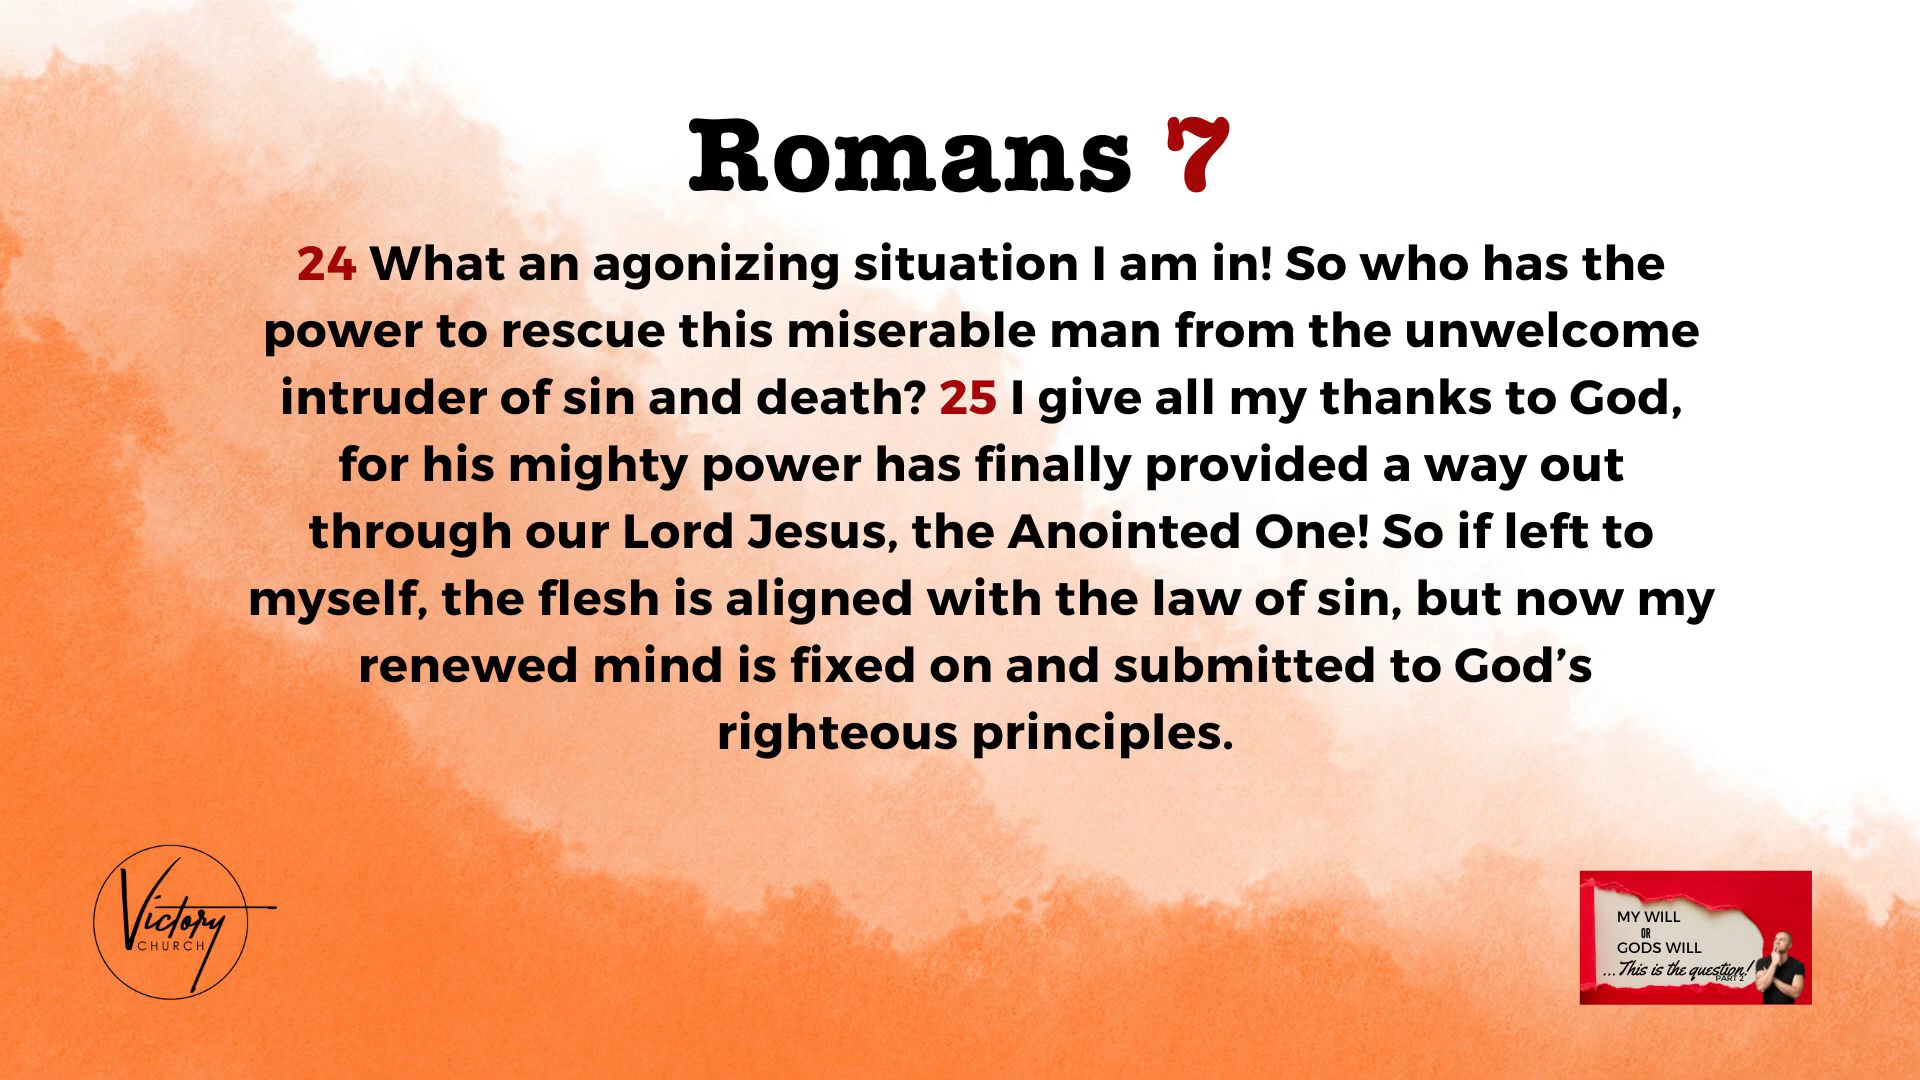 Romans 7
24 What an agonizing situation I am in! So who has the
power to rescue this miserable man from the unwelcome
intruder of sin and death? 25 I give all my thanks to God,
for his mighty power has finally provided a way out
through our Lord Jesus, the Anointed One! So if left to
myself, the flesh is aligned with the law of sin, but now my
renewed mind is fixed on and submitted to God’s
righteous principles.
Victory
CHURCH
MY WILL
OR
GODS WILL
...This is the question!
PART 2